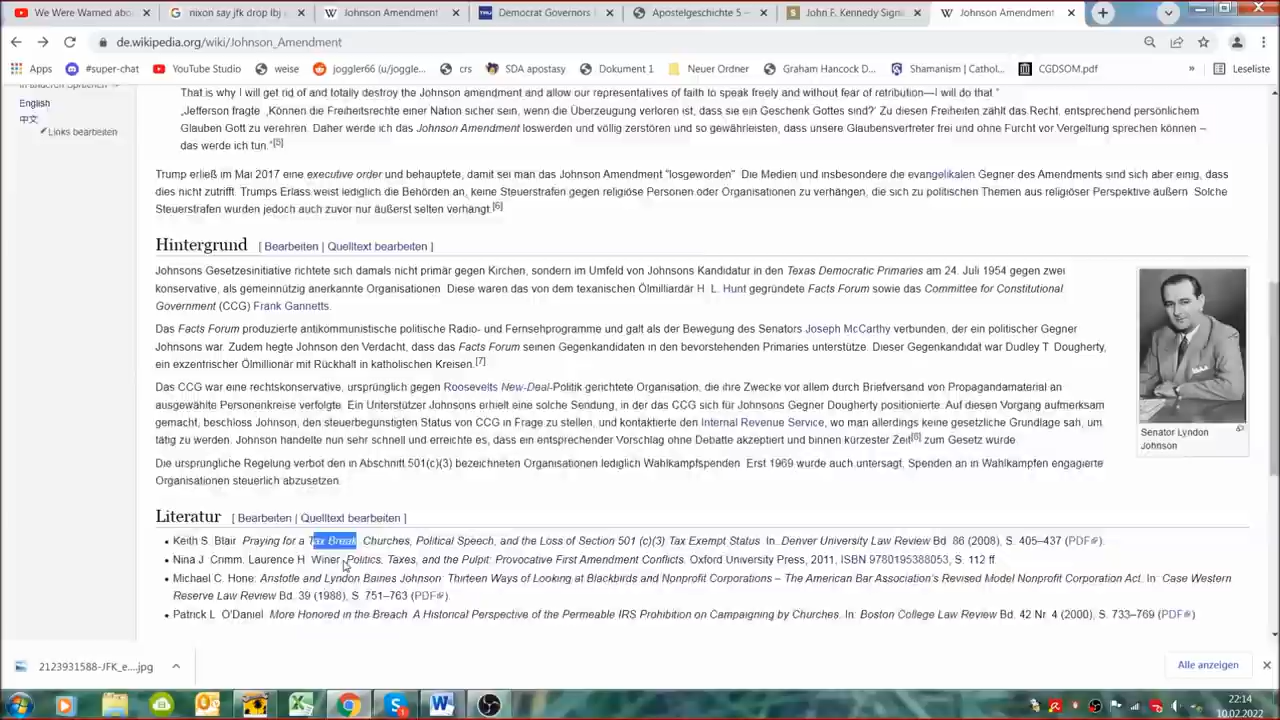 We Were Warned abo
nixon say jfk drop lbj
Johnson Amendment
Democrat Governors
Apostelgeschichte 5 –
John F. Kennedy Sign
Johnson Amendment
de.wikipedia.org/wiki/Johnson_Amendment
Apps
#super-chat
YouTube Studio
weise
joggler66 (u/joggle...
crs
SDA apostasy
Dokument 1
Neuer Ordner
Graham Hancock D...
Shamanism | Cathol...
CGDSOM.pdf
»
Leseliste
In anderen Sprachen
English
中文
Links bearbeiten
That is why I will get rid of and totally destroy the Johnson amendment and allow our representatives of faith to speak freely and without fear of retribution—I will do that "
„Jefferson fragte ‚Können die Freiheitsrechte einer Nation sicher sein, wenn die Überzeugung verloren ist, dass sie ein Geschenk Gottes sind?' Zu diesen Freiheiten zählt das Recht, entsprechend persönlichem
Glauben Gott zu verehren. Daher werde ich das Johnson Amendment loswerden und völlig zerstören und so gewährleisten, dass unsere Glaubensvertreter frei und ohne Furcht vor Vergeltung sprechen können –
das werde ich tun."[5]
Trump erließ im Mai 2017 eine executive order und behauptete, damit sei man das Johnson Amendment "losgeworden" Die Medien und insbesondere die evangelikalen Gegner des Amendments sind sich aber einig, dass
dies nicht zutrifft. Trumps Erlass weist lediglich die Behörden an, keine Steuerstrafen gegen religiöse Personen oder Organisationen zu verhängen, die sich zu politischen Themen aus religiöser Perspektive äußern Solche
Steuerstrafen wurden jedoch auch zuvor nur äußerst selten verhängt.[6]
Hintergrund [ Bearbeiten | Quelltext bearbeiten ]
Johnsons Gesetzesinitiative richtete sich damals nicht primär gegen Kirchen, sondern im Umfeld von Johnsons Kandidatur in den Texas Democratic Primaries am 24. Juli 1954 gegen zwei
konservative, als gemeinnützig anerkannte Organisationen. Diese waren das von dem texanischen Ölmilliardär H. L. Hunt gegründete Facts Forum sowie das Committee for Constitutional
Government (CCG) Frank Gannetts.
Das Facts Forum produzierte antikommunistische politische Radio- und Fernsehprogramme und galt als der Bewegung des Senators Joseph McCarthy verbunden, der ein politischer Gegner
Johnsons war. Zudem hegte Johnson den Verdacht, dass das Facts Forum seinen Gegenkandidaten in den bevorstehenden Primaries unterstütze. Dieser Gegenkandidat war Dudley T. Dougherty,
ein exzentrischer Ölmillionär mit Rückhalt in katholischen Kreisen.[7]
Das CCG war eine rechtskonservative, ursprünglich gegen Roosevelts New-Deal-Politik gerichtete Organisation, die ihre Zwecke vor allem durch Briefversand von Propagandamaterial an
ausgewählte Personenkreise verfolgte. Ein Unterstützer Johnsons erhielt eine solche Sendung, in der das CCG sich für Johnsons Gegner Dougherty positionierte. Auf diesen Vorgang aufmerksam
gemacht, beschloss Johnson, den steuerbegünstigten Status von CCG in Frage zu stellen, und kontaktierte den Internal Revenue Service, wo man allerdings keine gesetzliche Grundlage sah, um
tätig zu werden. Johnson handelte nun sehr schnell und erreichte es, dass ein entsprechender Vorschlag ohne Debatte akzeptiert und binnen kürzester Zeit[8] zum Gesetz wurde.
Die ursprüngliche Regelung verbot den in Abschnitt 501(c)(3) bezeichneten Organisationen lediglich Wahlkampfspenden. Erst 1969 wurde auch untersagt, Spenden an in Wahlkampfen engagierte
Organisationen steuerlich abzusetzen.
Senator Lyndon
Johnson
Literatur [ Bearbeiten | Quelltext bearbeiten ]
Keith S. Blair Praying for a Tax Break Churches, Political Speech, and the Loss of Section 501 (c)(3) Tax Exempt Status In: Denver University Law Review Bd. 86 (2008), S. 405–437 (PDF).
Nina J Crimm, Laurence H Winer Politics, Taxes, and the Pulpit: Provocative First Amendment Conflicts. Oxford University Press, 2011, ISBN 9780195388053, S. 112 ff
Michael C. Hone: Aristotle and Lyndon Baines Johnson: Thirteen Ways of Looking at Blackbirds and Nonprofit Corporations – The American Bar Association's Revised Model Nonprofit Corporation Act. In: Case Western
Reserve Law Review Bd. 39 (1988), S. 751–763 (PDF).
Patrick L. O'Daniel More Honored in the Breach. A Historical Perspective of the Permeable IRS Prohibition on Campaigning by Churches. In: Boston College Law Review Bd. 42 Nr. 4 (2000), S. 733–769 (PDF)
2123931588-JFK_e....jpg
Alle anzeigen
22:14
10.02.2022